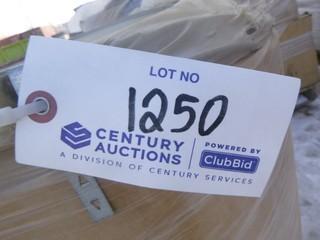 LOT NO
1250
CENTURY AUCTIONS
POWERED BY
ClubBid
A DIVISION OF CENTURY SERVICES